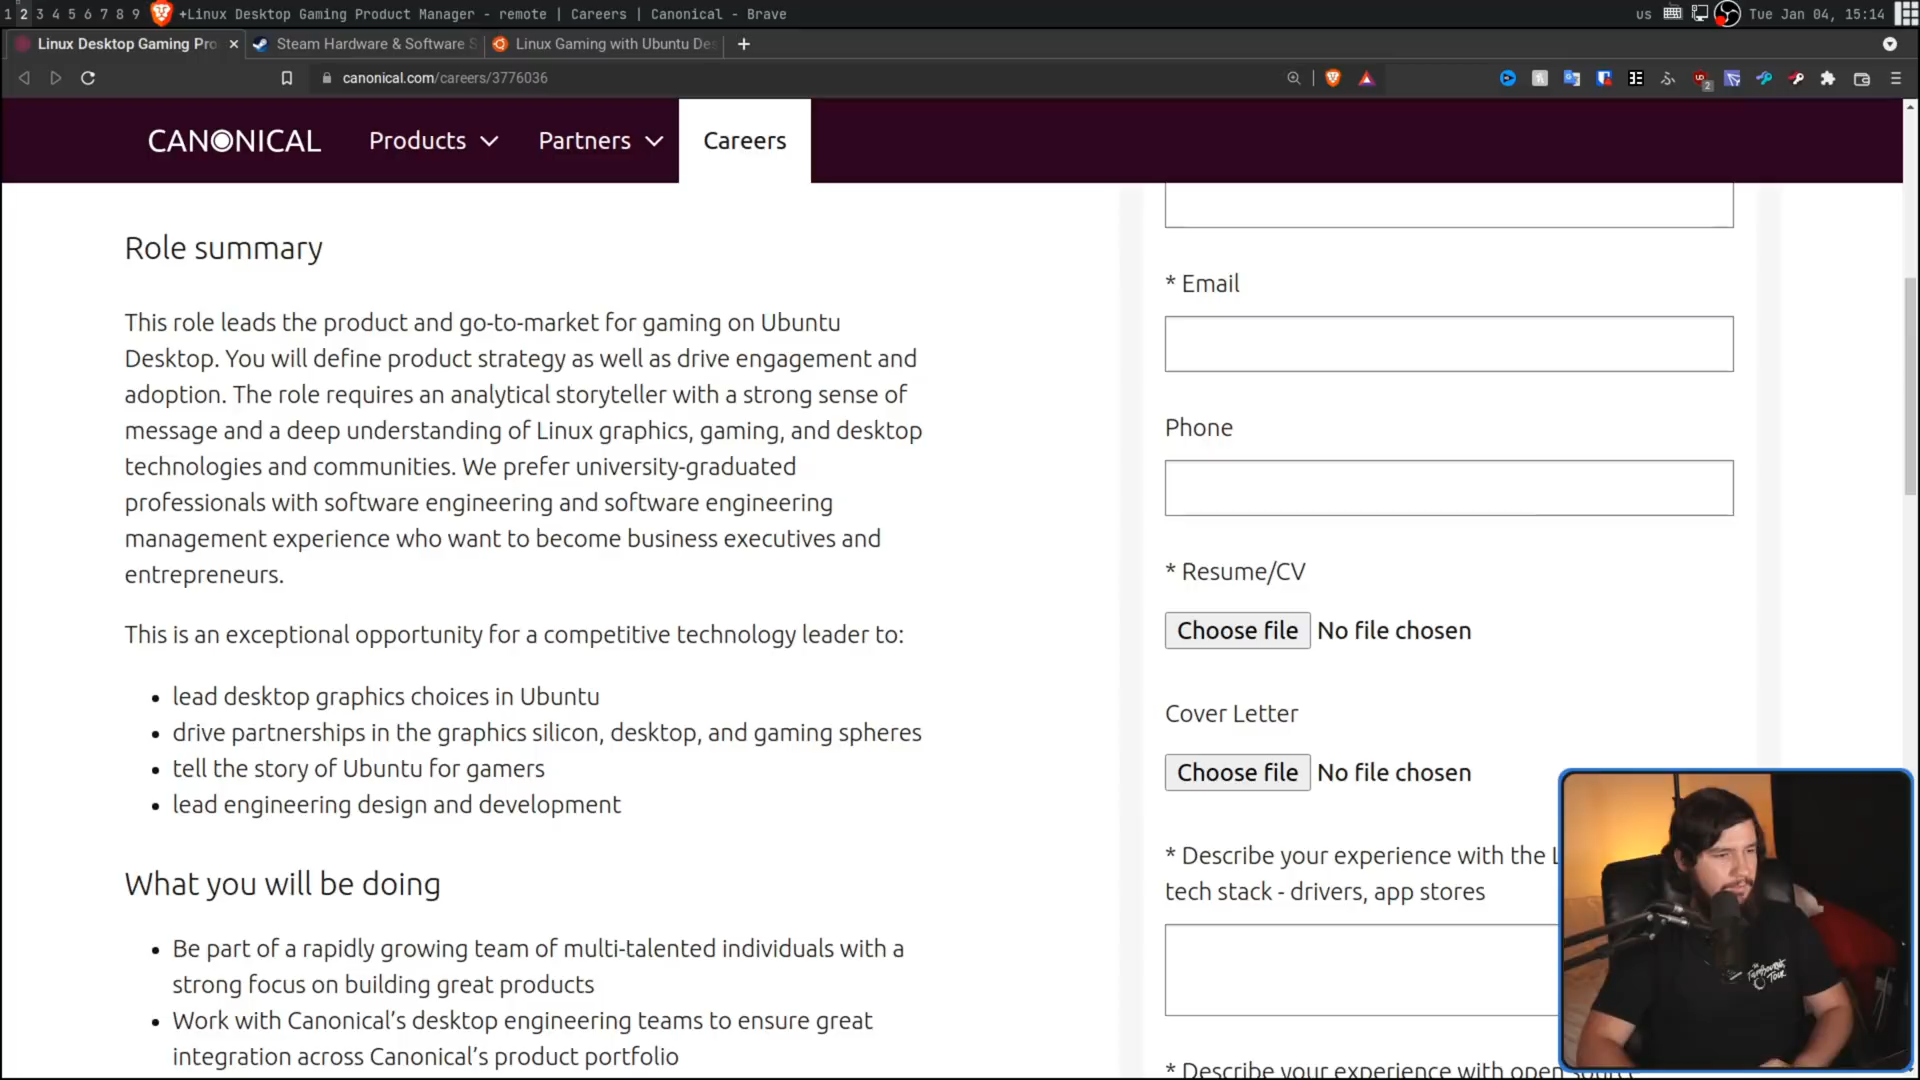 1 2 3 4 5 6 7 8 9 +Linux Desktop Gaming Product Manager - remote | Careers | Canonical - Brave
us Tue Jan 04, 15:14
Linux Desktop Gaming Pro
Steam Hardware & Software S
Linux Gaming with Ubuntu Des
canonical.com/careers/3776036
2
CANONICAL Products Partners Careers
Role summary
This role leads the product and go-to-market for gaming on Ubuntu
Desktop. You will define product strategy as well as drive engagement and
adoption. The role requires an analytical storyteller with a strong sense of
message and a deep understanding of Linux graphics, gaming, and desktop
technologies and communities. We prefer university-graduated
professionals with software engineering and software engineering
management experience who want to become business executives and
entrepreneurs.
This is an exceptional opportunity for a competitive technology leader to:
• lead desktop graphics choices in Ubuntu
• drive partnerships in the graphics silicon, desktop, and gaming spheres
• tell the story of Ubuntu for gamers
• lead engineering design and development
What you will be doing
• Be part of a rapidly growing team of multi-talented individuals with a
strong focus on building great products
• Work with Canonical's desktop engineering teams to ensure great
integration across Canonical's product portfolio
* Email
Phone
* Resume/CV
Choose file No file chosen
Cover Letter
Choose file No file chosen
* Describe your experience with the L
tech stack - drivers, app stores
* Describe your experience with open source